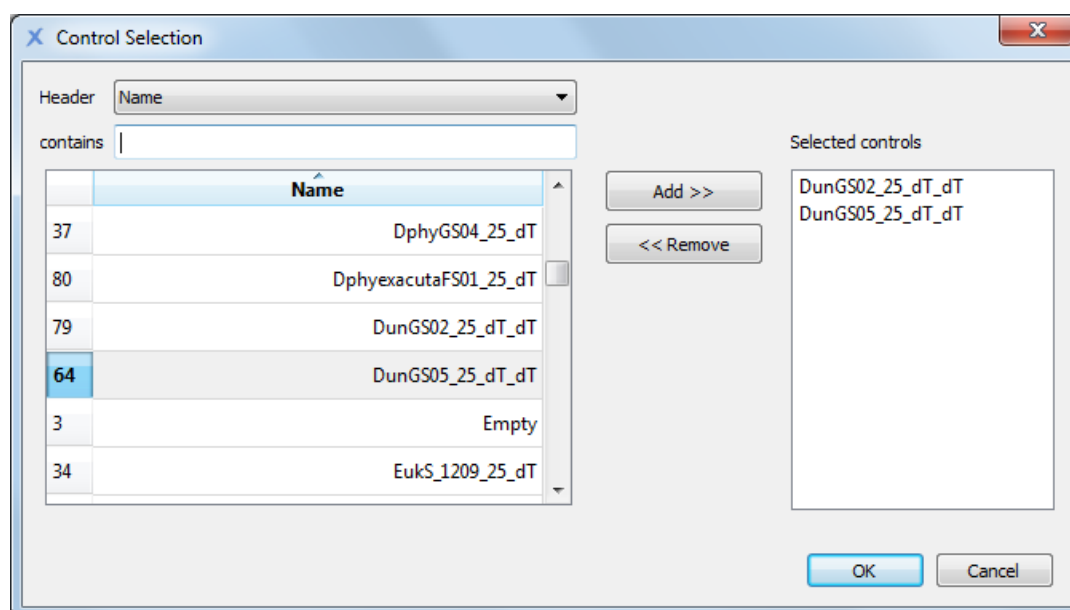 Control Selection
Header Name
contains
Selected controls
Name
37 DphyGS04_25_dT
80 DphyexacutaFS01_25_dT
79 DunGS02_25_dT_dT
64 DunGS05_25_dT_dT
3 Empty
34 EukS_1209_25_dT
Add >>
<< Remove
DunGS02_25_dT_dT
DunGS05_25_dT_dT
OK
Cancel